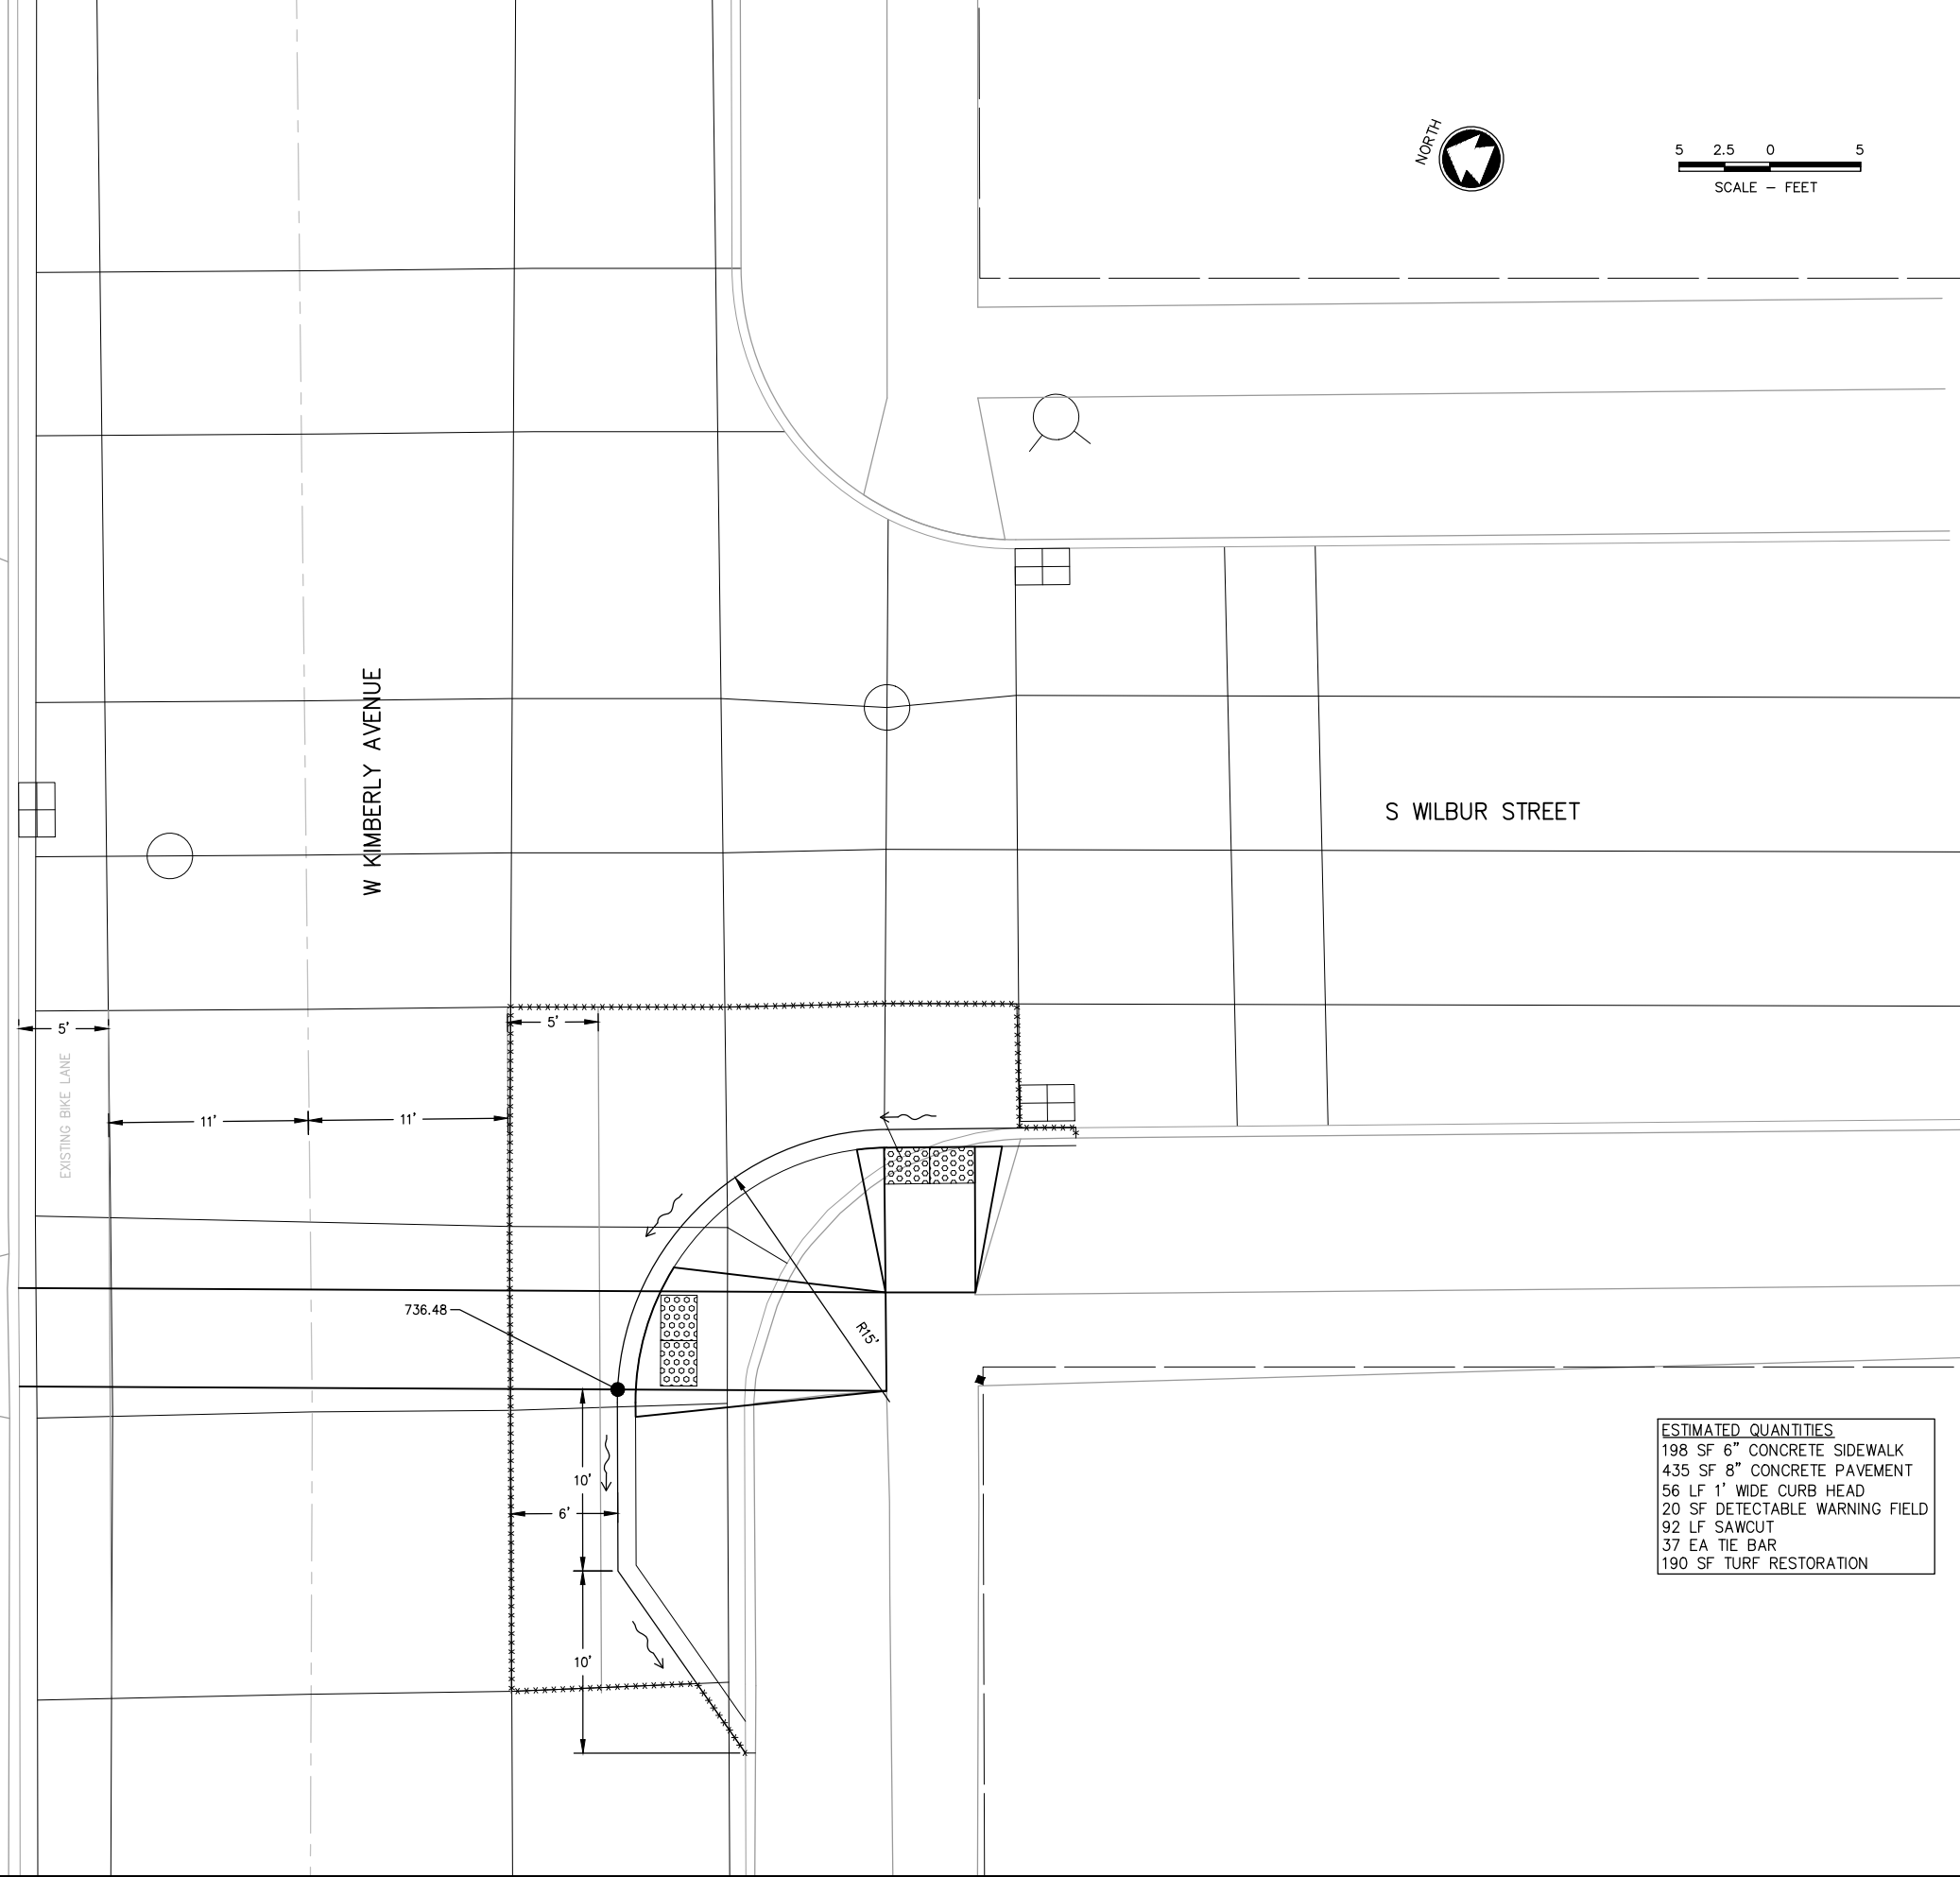 NORTH
5 2.5 0 5
SCALE – FEET
W KIMBERLY AVENUE
S WILBUR STREET
5'
5'
EXISTING BIKE LANE
11'
11'
736.48
R15'
10'
6'
10'
ESTIMATED QUANTITIES
198 SF 6" CONCRETE SIDEWALK
435 SF 8" CONCRETE PAVEMENT
56 LF 1' WIDE CURB HEAD
20 SF DETECTABLE WARNING FIELD
92 LF SAWCUT
37 EA TIE BAR
190 SF TURF RESTORATION